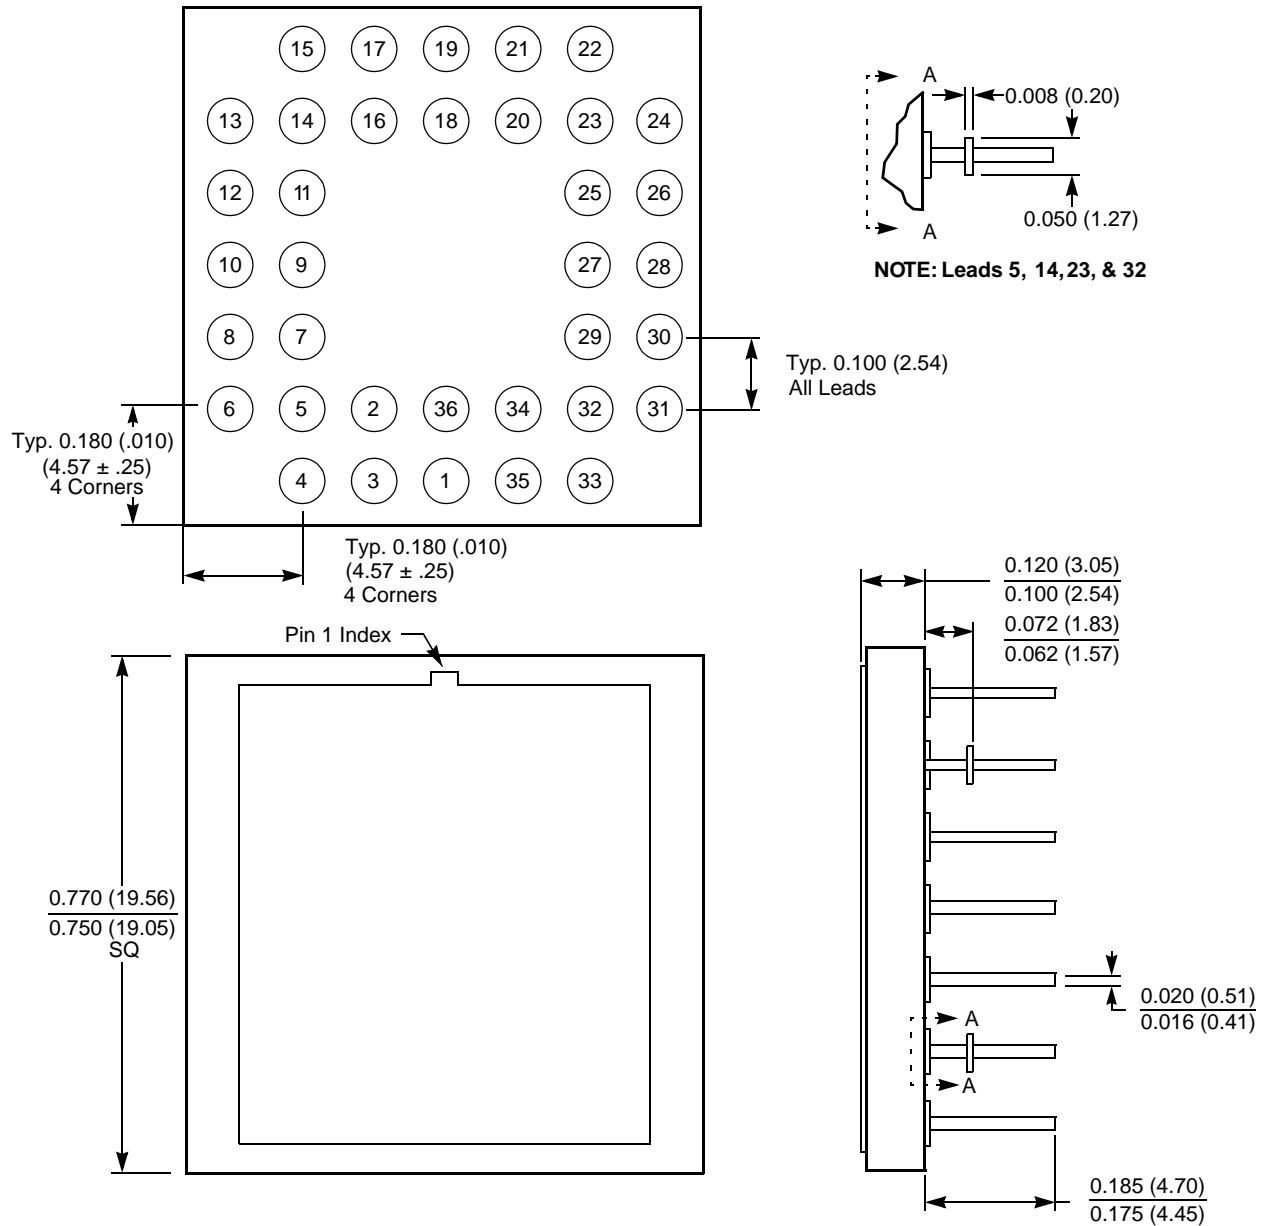 15 17 19 21 22
13 14 16 18 20 23 24
12 11 25 26
10 9 27 28
8 7 29 30
6 5 2 36 34 32 31
4 3 1 35 33
Typ. 0.180 (.010)
(4.57 ± .25)
4 Corners
Typ. 0.180 (.010)
(4.57 ± .25)
4 Corners
Typ. 0.100 (2.54)
All Leads
A
0.008 (0.20)
0.050 (1.27)
A
NOTE: Leads 5, 14, 23, & 32
Pin 1 Index
0.770 (19.56)
0.750 (19.05)
SQ
0.120 (3.05)
0.100 (2.54)
0.072 (1.83)
0.062 (1.57)
0.020 (0.51)
0.016 (0.41)
A
A
0.185 (4.70)
0.175 (4.45)